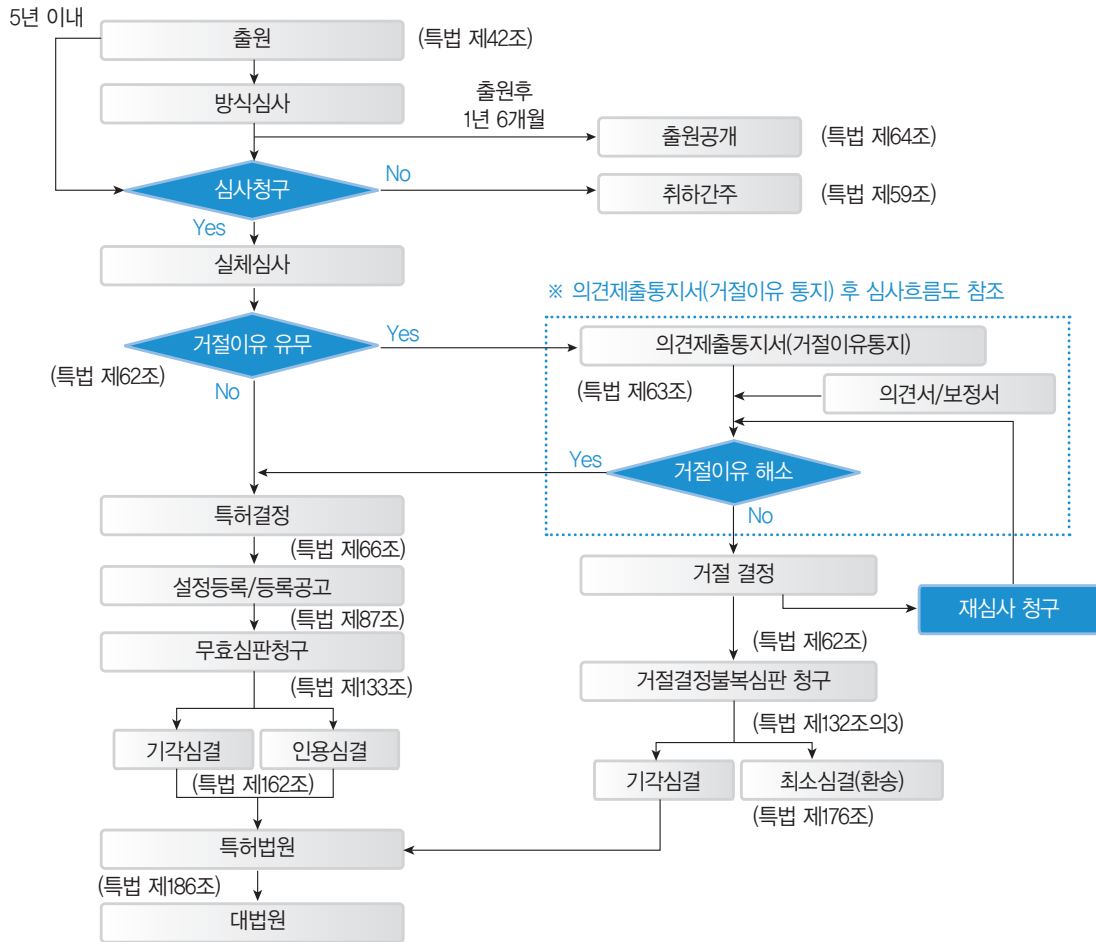 5년 이내
출원
(특법 제42조)
방식심사
출원후
1년 6개월
출원공개
(특법 제64조)
심사청구
No
취하간주
(특법 제59조)
Yes
실체심사
※ 의견제출통지서(거절이유 통지) 후 심사흐름도 참조
거절이유 유무
Yes
의견제출통지서(거절이유통지)
(특법 제62조)
No
(특법 제63조)
의견서/보정서
Yes
거절이유 해소
No
특허결정
(특법 제66조)
거절 결정
설정등록/등록공고
재심사 청구
(특법 제87조)
무효심판청구
(특법 제62조)
(특법 제133조)
거절결정불복심판 청구
(특법 제132조의3)
기각심결
인용심결
(특법 제162조)
기각심결
최소심결(환송)
(특법 제176조)
특허법원
(특법 제186조)
대법원